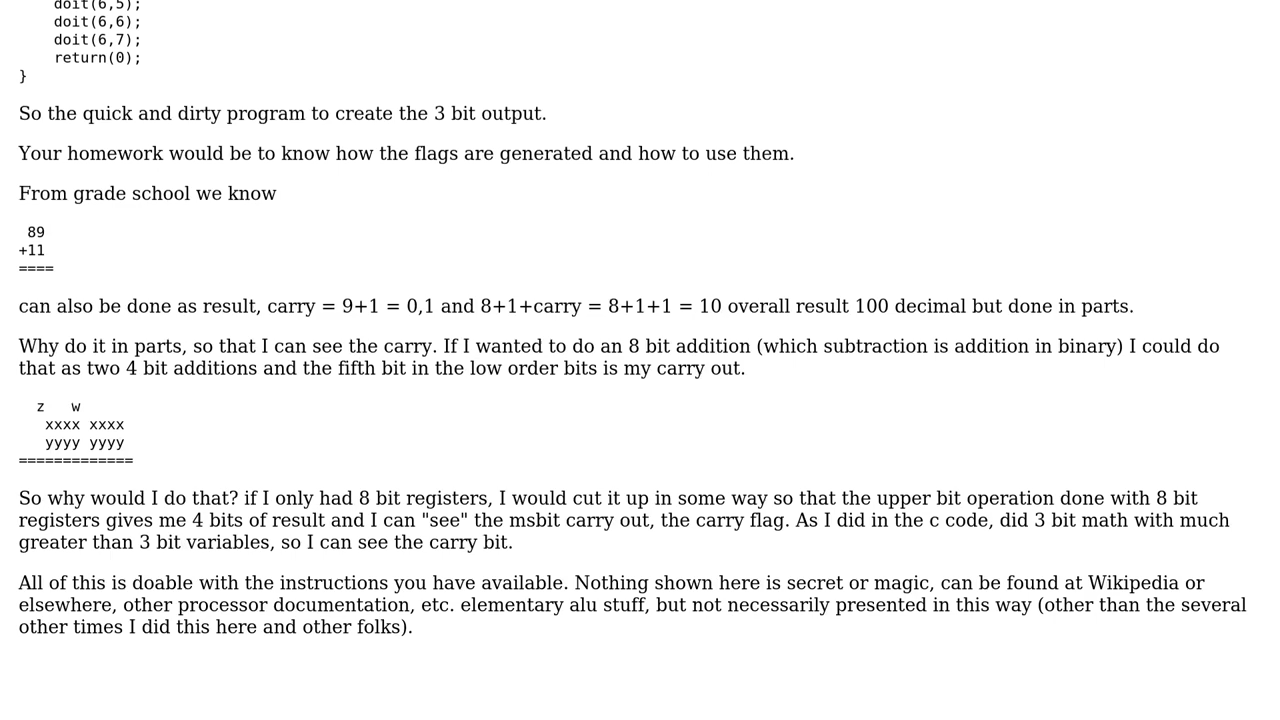 doit(6,5);
doit(6,6);
doit(6,7);
return(0);
}
So the quick and dirty program to create the 3 bit output.
Your homework would be to know how the flags are generated and how to use them.
From grade school we know
89
+11
====
can also be done as result, carry = 9+1 = 0,1 and 8+1+carry = 8+1+1 = 10 overall result 100 decimal but done in parts.
Why do it in parts, so that I can see the carry. If I wanted to do an 8 bit addition (which subtraction is addition in binary) I could do
that as two 4 bit additions and the fifth bit in the low order bits is my carry out.
z   w
xxxx xxxx
yyyy yyyy
=============
So why would I do that? if I only had 8 bit registers, I would cut it up in some way so that the upper bit operation done with 8 bit
registers gives me 4 bits of result and I can "see" the msbit carry out, the carry flag. As I did in the c code, did 3 bit math with much
greater than 3 bit variables, so I can see the carry bit.
All of this is doable with the instructions you have available. Nothing shown here is secret or magic, can be found at Wikipedia or
elsewhere, other processor documentation, etc. elementary alu stuff, but not necessarily presented in this way (other than the several
other times I did this here and other folks).